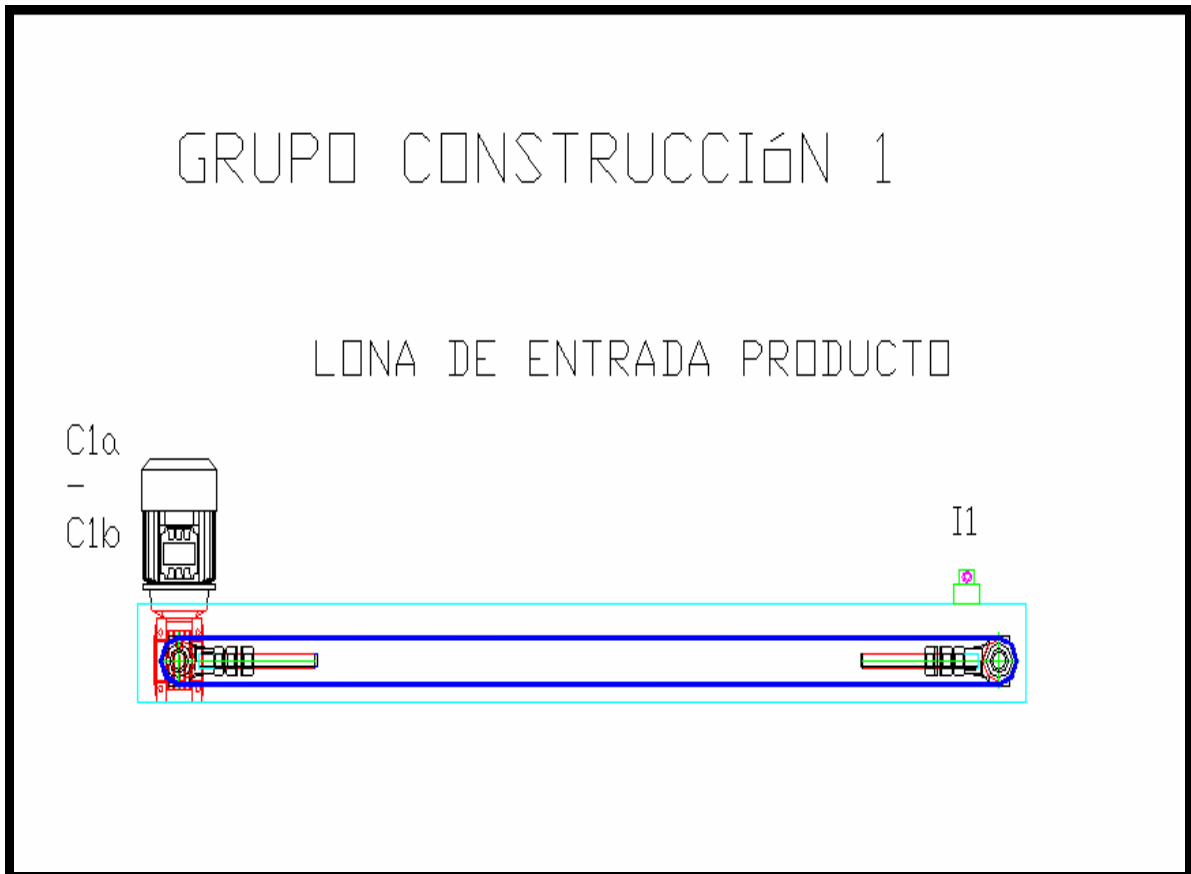 GRUPO CONSTRUCCIóN 1
LONA DE ENTRADA PRODUCTO
C1a
-
C1b
I1